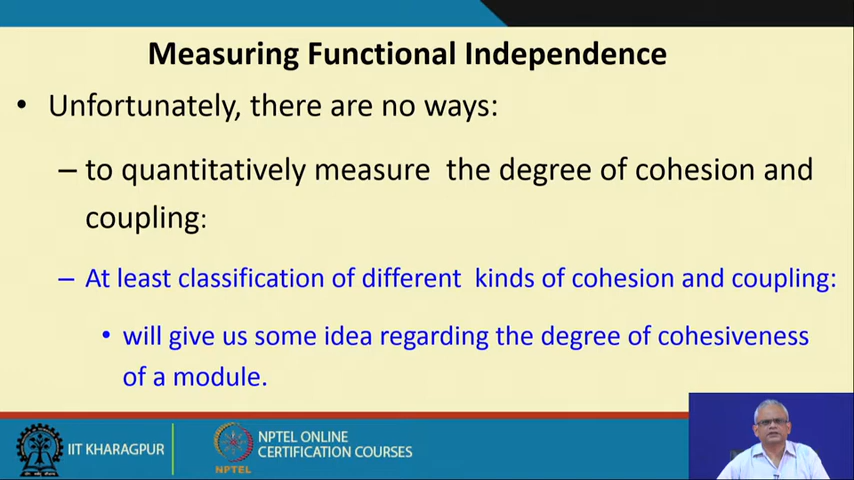 Measuring Functional Independence
• Unfortunately, there are no ways:
– to quantitatively measure the degree of cohesion and
coupling:
– At least classification of different kinds of cohesion and coupling:
• will give us some idea regarding the degree of cohesiveness
of a module.
IIT KHARAGPUR
NPTEL ONLINE
CERTIFICATION COURSES
NPTEL